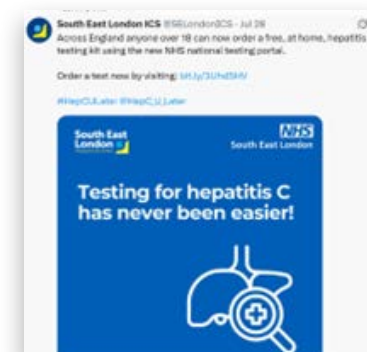 South East London ICS @SELondonICS · Jul 28
Across England anyone over 18 can now order a free, at home, hepatitis
testing kit using the new NHS national testing portal.
Order a test now by visiting:
#HepCULater @HepC_U_Later
South East
London
NHS
South East London
Testing for hepatitis C
has never been easier!